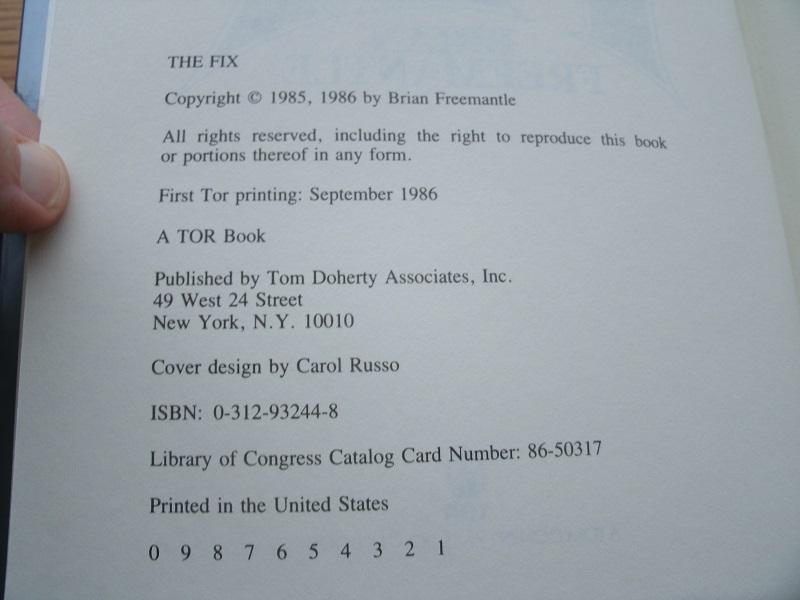 THE FIX
Copyright © 1985, 1986 by Brian Freemantle
All rights reserved, including the right to reproduce this book
or portions thereof in any form.
First Tor printing: September 1986
A TOR Book
Published by Tom Doherty Associates, Inc.
49 West 24 Street
New York, N.Y. 10010
Cover design by Carol Russo
ISBN: 0-312-93244-8
Library of Congress Catalog Card Number: 86-50317
Printed in the United States
0 9 8 7 6 5 4 3 2 1